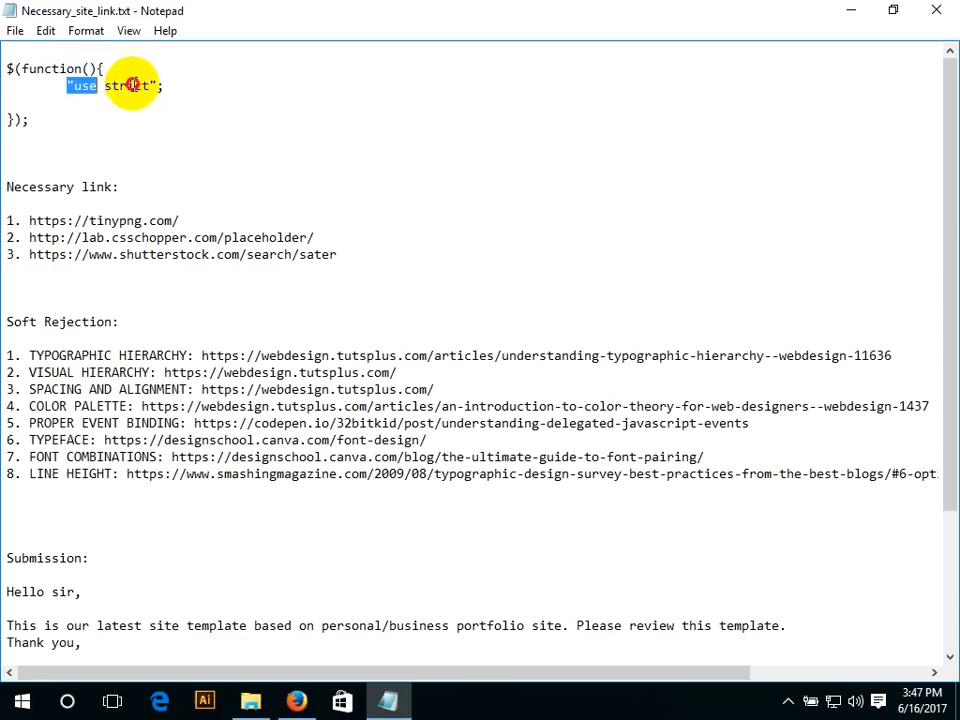 Necessary_site_link.txt - Notepad
File Edit Format View Help
$(function(){
"use strict";
});
Necessary link:
1. https://tinypng.com/
2. http://lab.csschopper.com/placeholder/
3. https://www.shutterstock.com/search/sater
Soft Rejection:
1. TYPOGRAPHIC HIERARCHY: https://webdesign.tutsplus.com/articles/understanding-typographic-hierarchy--webdesign-11636
2. VISUAL HIERARCHY: https://webdesign.tutsplus.com/
3. SPACING AND ALIGNMENT: https://webdesign.tutsplus.com/
4. COLOR PALETTE: https://webdesign.tutsplus.com/articles/an-introduction-to-color-theory-for-web-designers--webdesign-1437
5. PROPER EVENT BINDING: https://codepen.io/32bitkid/post/understanding-delegated-javascript-events
6. TYPEFACE: https://designschool.canva.com/font-design/
7. FONT COMBINATIONS: https://designschool.canva.com/blog/the-ultimate-guide-to-font-pairing/
8. LINE HEIGHT: https://www.smashingmagazine.com/2009/08/typographic-design-survey-best-practices-from-the-best-blogs/#6-opt
Submission:
Hello sir,
This is our latest site template based on personal/business portfolio site. Please review this template.
Thank you,
Ai
3:47 PM
6/16/2017